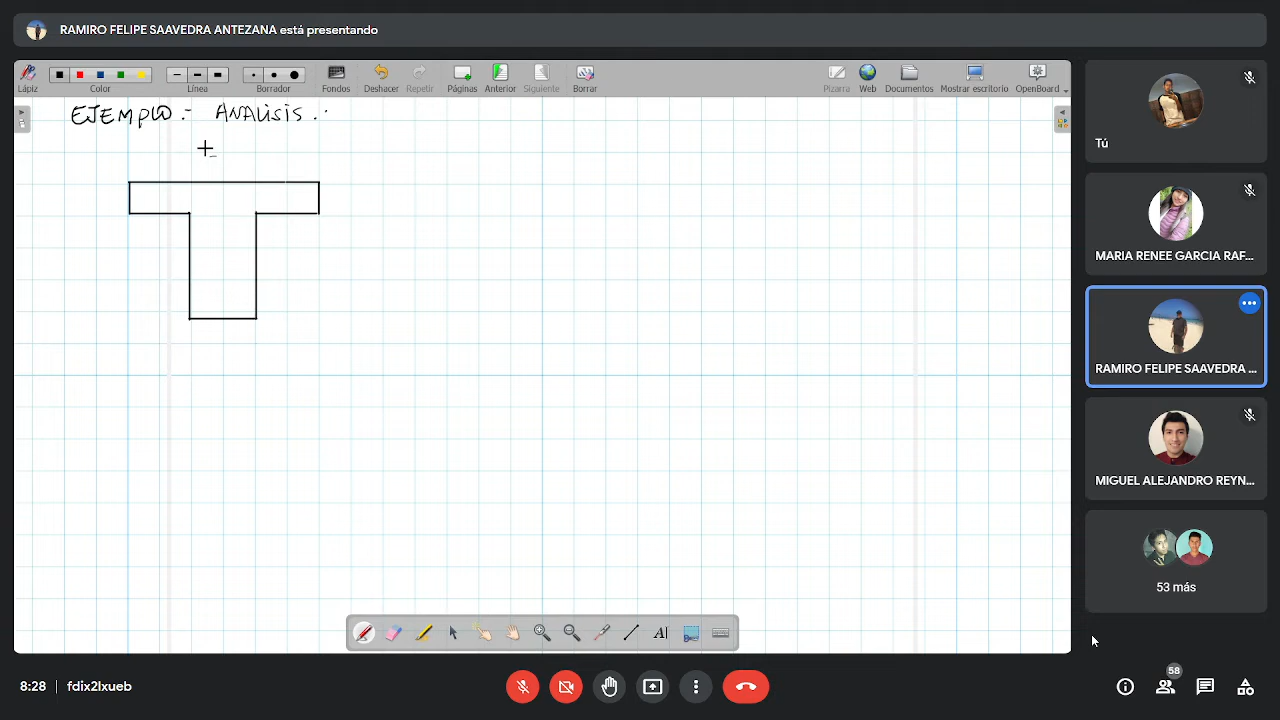 RAMIRO FELIPE SAAVEDRA ANTEZANA está presentando
Lápiz
Color
Línea
Borrador
Fondos
Deshacer
Repetir
Páginas
Anterior
Siguiente
Borrar
Pizarra
Web
Documentos
Mostrar escritorio
OpenBoard
EJEMPLO:- ANALISIS :-
Tú
MARIA RENEE GARCIA RAF...
RAMIRO FELIPE SAAVEDRA ...
MIGUEL ALEJANDRO REYN...
53 más
A
8:28 fdix2lxueb
58